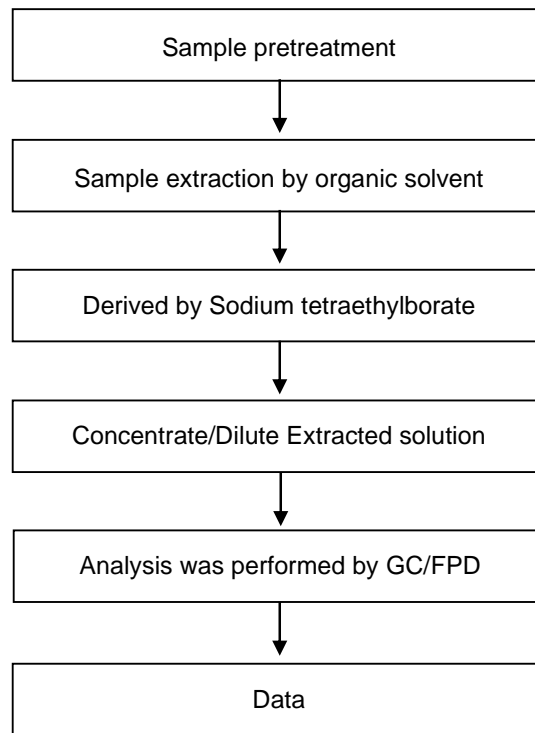 Sample pretreatment
Sample extraction by organic solvent
Derived by Sodium tetraethylborate
Concentrate/Dilute Extracted solution
Analysis was performed by GC/FPD
Data